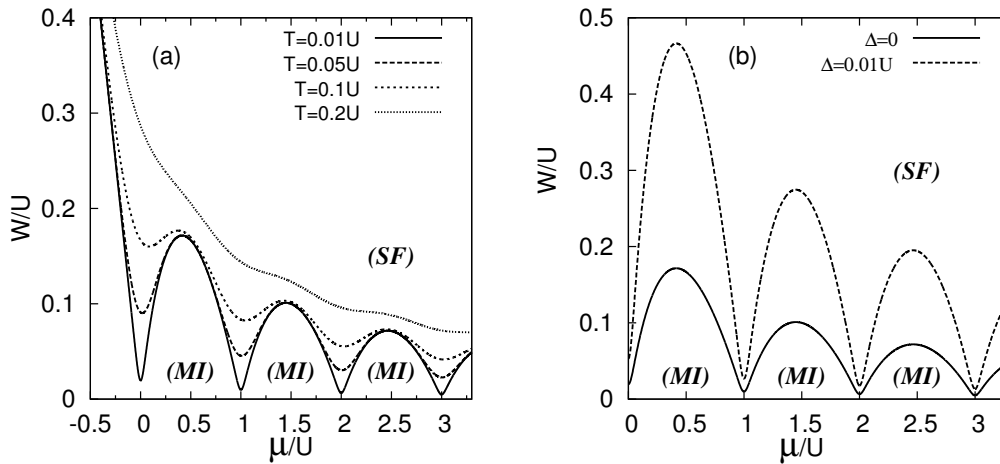 (a)
T=0.01U
T=0.05U
T=0.1U
T=0.2U
(SF)
(MI) (MI) (MI)
W/U
0.4
0.3
0.2
0.1
0
-0.5 0 0.5 1 1.5 2 2.5 3
μ/U
(b)
Δ=0
Δ=0.01U
(SF)
(MI) (MI) (MI)
W/U
0.5
0.4
0.3
0.2
0.1
0
0 0.5 1 1.5 2 2.5 3
μ/U